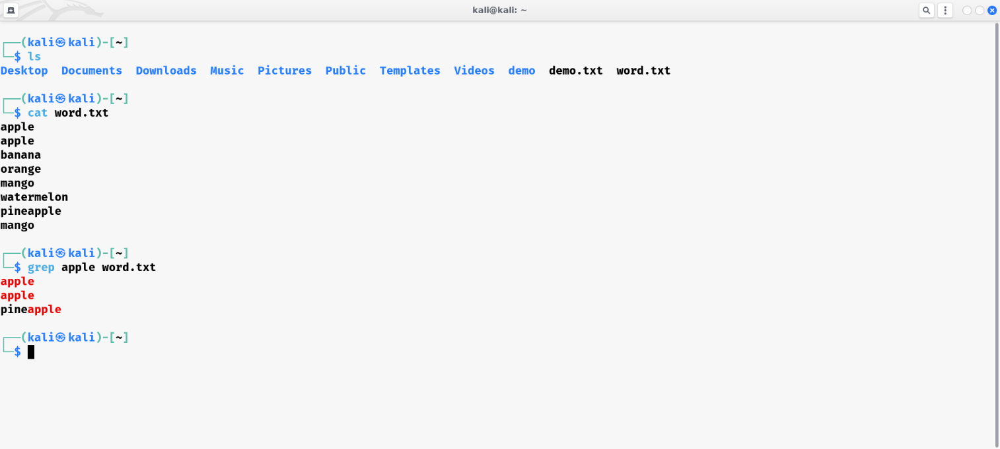 kali@kali: ~
┌──(kali㉿kali)-[~]
└─$ ls
Desktop  Documents  Downloads  Music  Pictures  Public  Templates  Videos  demo  demo.txt  word.txt
┌──(kali㉿kali)-[~]
└─$ cat word.txt
apple
apple
banana
orange
mango
watermelon
pineapple
mango
┌──(kali㉿kali)-[~]
└─$ grep apple word.txt
apple
apple
pineapple
┌──(kali㉿kali)-[~]
└─$